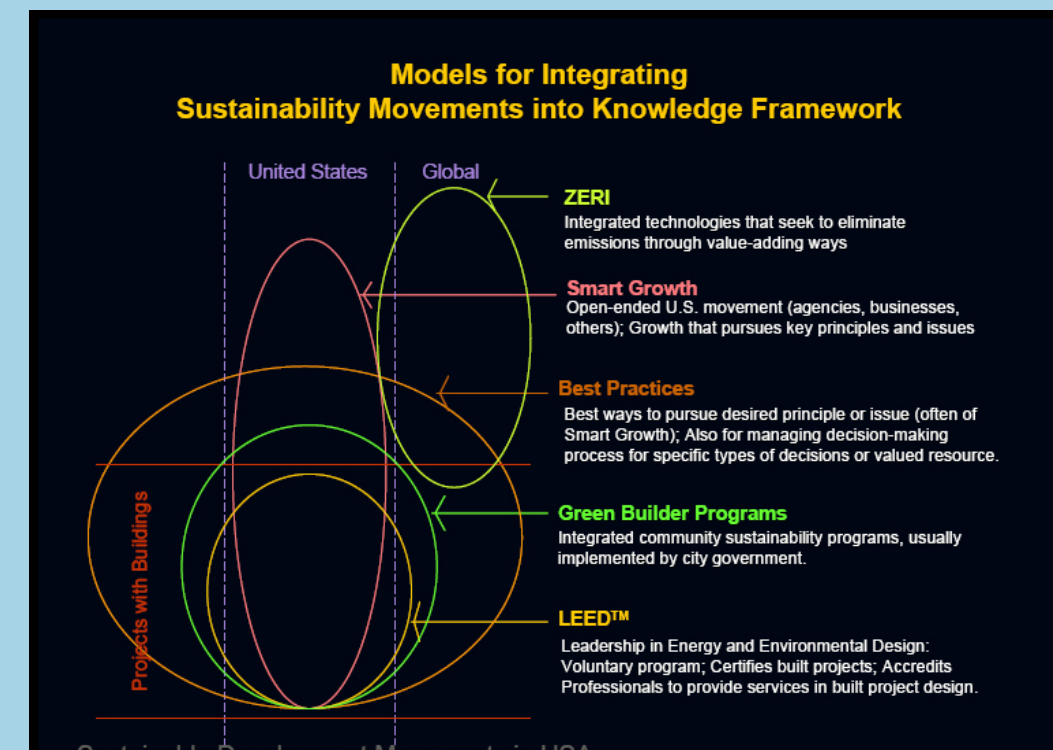 Models for Integrating
Sustainability Movements into Knowledge Framework
United States
Global
ZERI
Integrated technologies that seek to eliminate
emissions through value-adding ways
Smart Growth
Open-ended U.S. movement (agencies, businesses,
others); Growth that pursues key principles and issues
Best Practices
Best ways to pursue desired principle or issue (often of
Smart Growth); Also for managing decision-making
process for specific types of decisions or valued resource.
Projects with Buildings
Green Builder Programs
Integrated community sustainability programs, usually
implemented by city government.
LEED™
Leadership in Energy and Environmental Design:
Voluntary program; Certifies built projects; Accredits
Professionals to provide services in built project design.
Sustainable Development Movements in USA